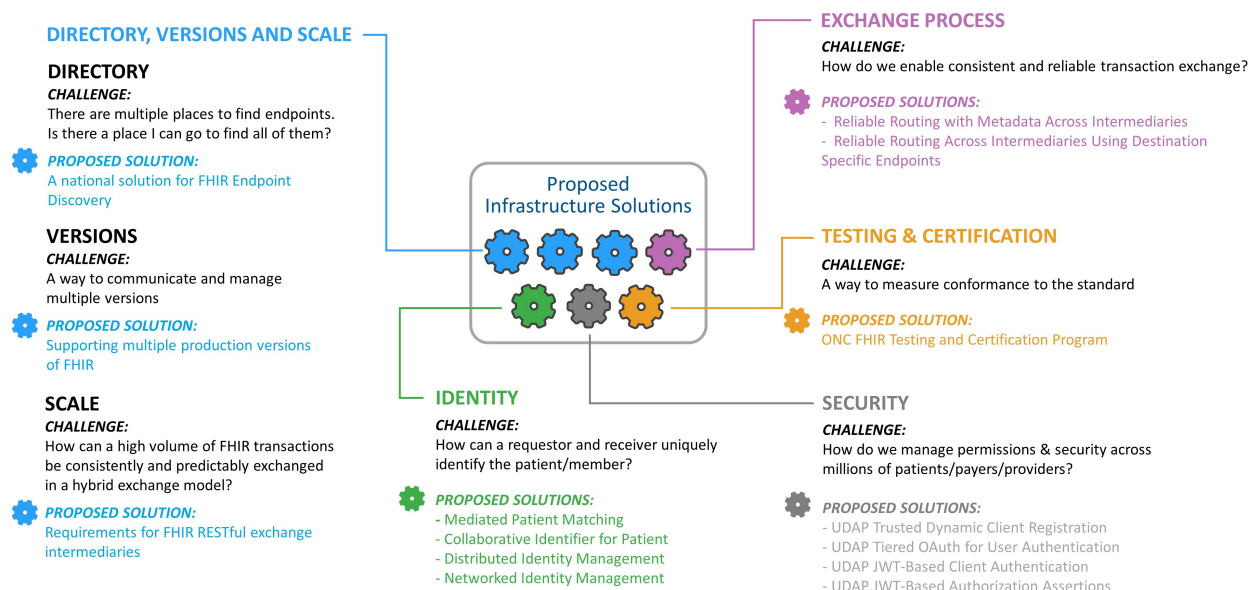 DIRECTORY, VERSIONS AND SCALE
DIRECTORY
CHALLENGE:
There are multiple places to find endpoints.
Is there a place I can go to find all of them?
PROPOSED SOLUTION:
A national solution for FHIR Endpoint
Discovery
VERSIONS
CHALLENGE:
A way to communicate and manage
multiple versions
PROPOSED SOLUTION:
Supporting multiple production versions
of FHIR
SCALE
CHALLENGE:
How can a high volume of FHIR transactions
be consistently and predictably exchanged
in a hybrid exchange model?
PROPOSED SOLUTION:
Requirements for FHIR RESTful exchange
intermediaries
Proposed
Infrastructure Solutions
IDENTITY
CHALLENGE:
How can a requestor and receiver uniquely
identify the patient/member?
PROPOSED SOLUTIONS:
- Mediated Patient Matching
- Collaborative Identifier for Patient
- Distributed Identity Management
- Networked Identity Management
EXCHANGE PROCESS
CHALLENGE:
How do we enable consistent and reliable transaction exchange?
PROPOSED SOLUTIONS:
- Reliable Routing with Metadata Across Intermediaries
- Reliable Routing Across Intermediaries Using Destination
Specific Endpoints
TESTING & CERTIFICATION
CHALLENGE:
A way to measure conformance to the standard
PROPOSED SOLUTION:
ONC FHIR Testing and Certification Program
SECURITY
CHALLENGE:
How do we manage permissions & security across
millions of patients/payers/providers?
PROPOSED SOLUTIONS:
- UDAP Trusted Dynamic Client Registration
- UDAP Tiered OAuth for User Authentication
- UDAP JWT-Based Client Authentication
- UDAP JWT-Based Authorization Assertions